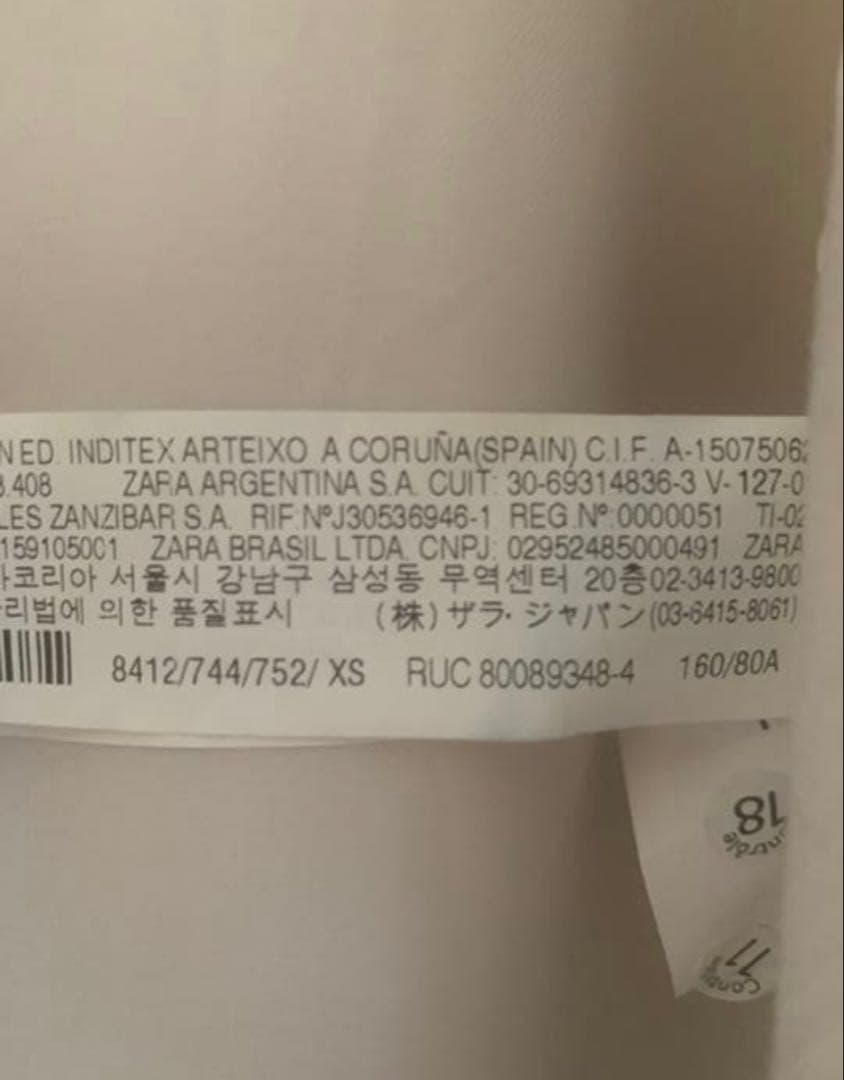 ED. INDITEX ARTEIXO A CORUÑA(SPAIN) C.I.F. A-15075062
.408 ZARA ARGENTINA S.A. CUIT: 30-69314836-3 V-127-0
LES ZANZIBAR S.A. RIF.NºJ30536946-1 REG.Nº:0000051 TI-02
159105001 ZARA BRASIL LTDA. CNPJ: 02952485000491 ZARA
코리아 서울시 강남구 삼성동 무역센터 20층02-3413-9800
리법에 의한 품질표시 (株)ザラ・ジャパン(03-6415-8061)
8412/744/752/ XS RUC 80089348-4 160/80A
18
ntrôle
11